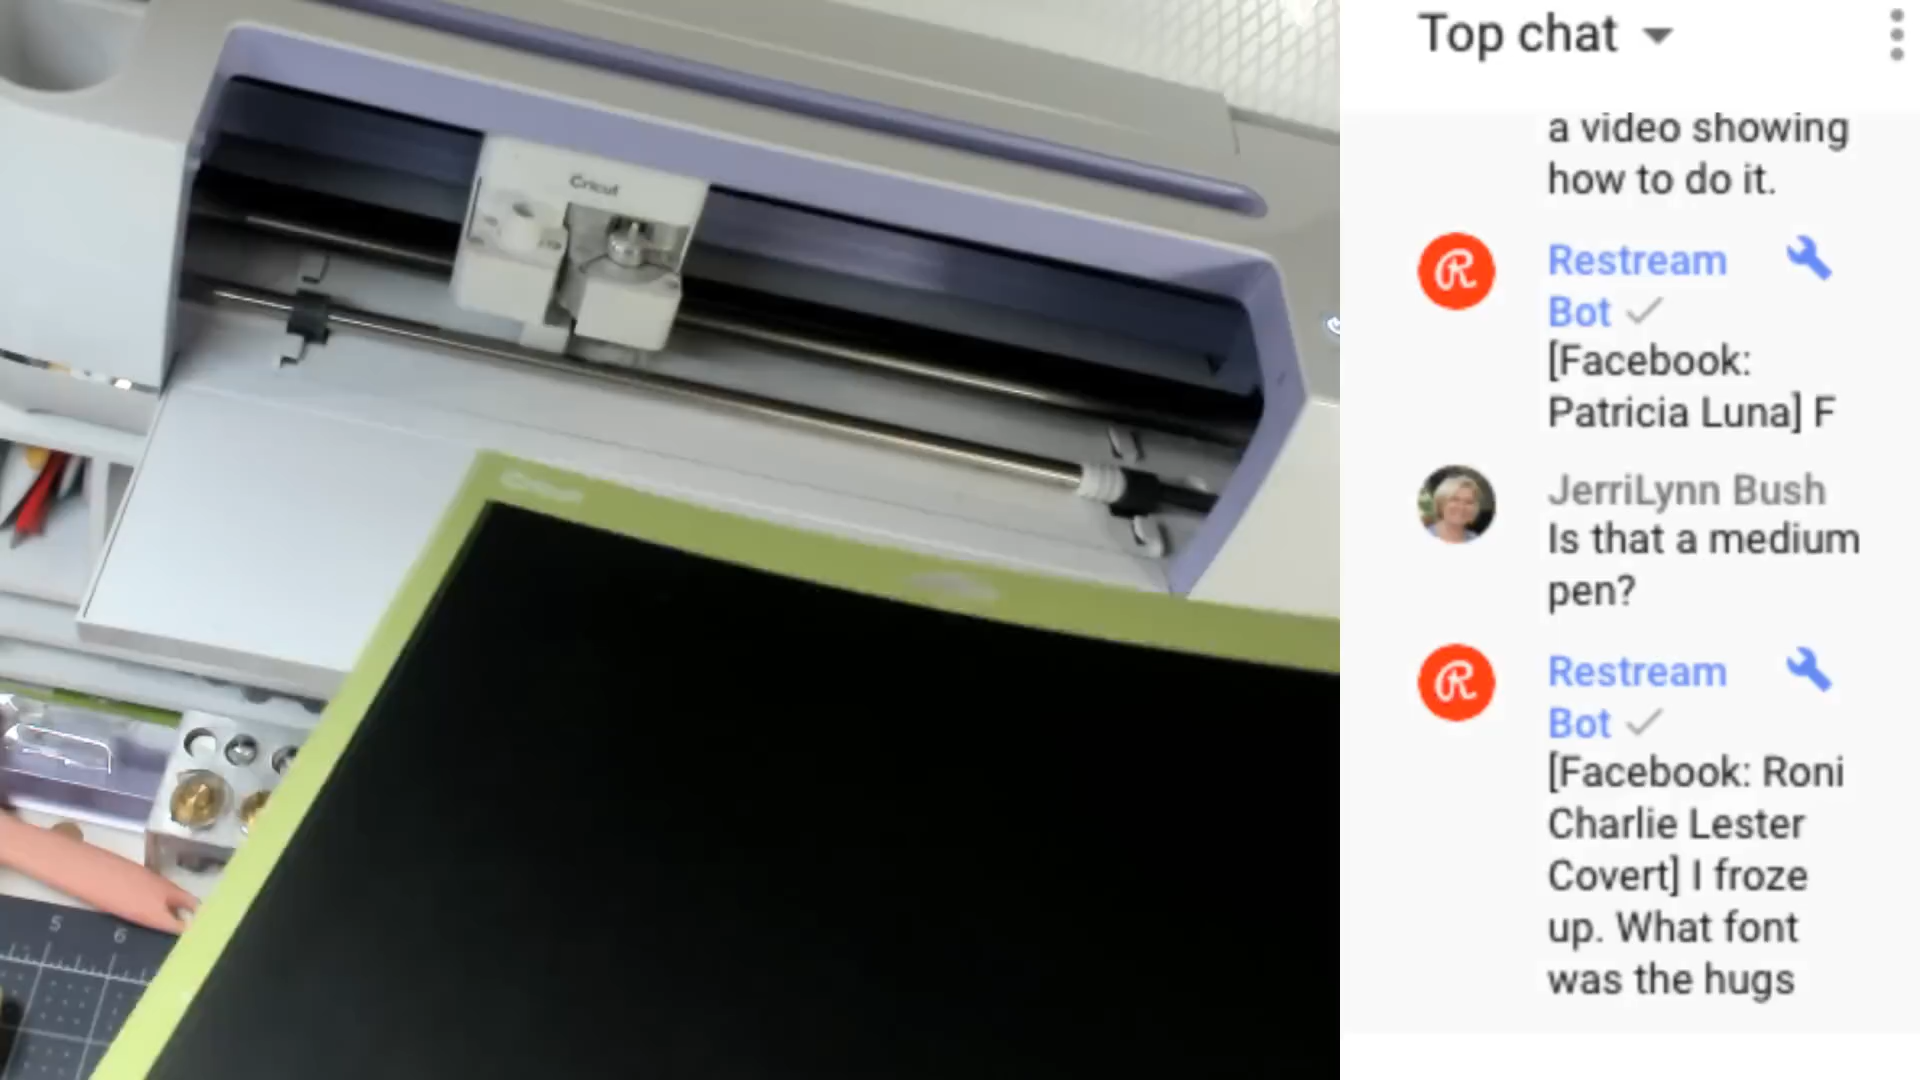 Cricut
Cricut
5
6
Top chat
a video showing
how to do it.
Restream
Bot
[Facebook:
Patricia Luna] F
JerriLynn Bush
Is that a medium
pen?
Restream
Bot
[Facebook: Roni
Charlie Lester
Covert] I froze
up. What font
was the hugs